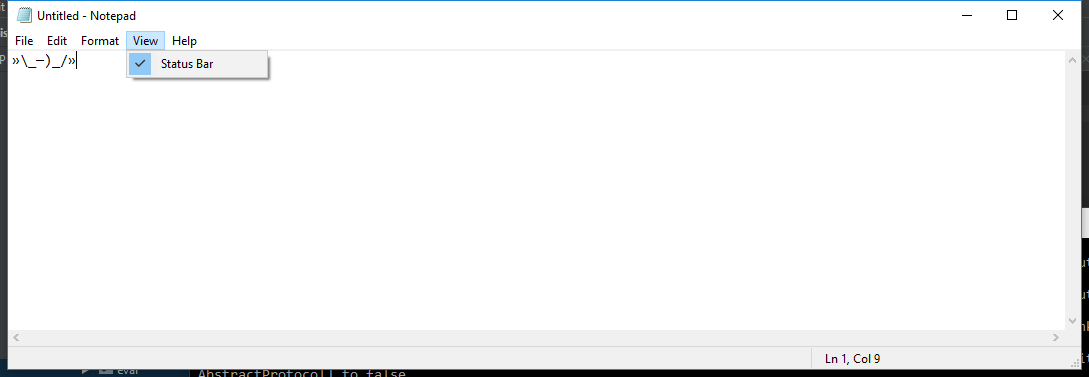 Untitled - Notepad
File Edit Format View Help
»\_–)_/»
Status Bar
Ln 1, Col 9
eval
AbstractProtocol] to false